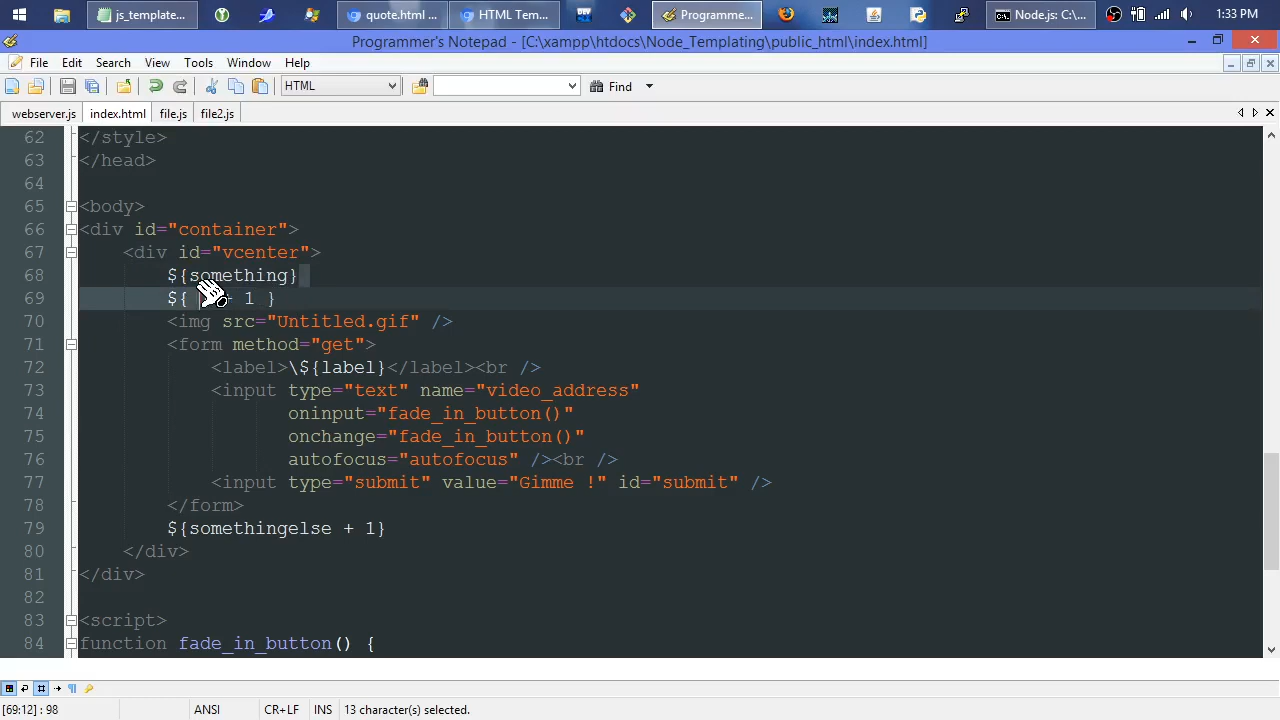 js_template...
quote.html ...
HTML Tem...
Programme...
Node.js: C:\...
1:33 PM
Programmer's Notepad - [C:\xampp\htdocs\Node_Templating\public_html\index.html]
File Edit Search View Tools Window Help
HTML Find
webserver.js index.html file.js file2.js
62 </style>
63 </head>
64
65 <body>
66 <div id="container">
67 <div id="vcenter">
68 ${something}
69 ${ + 1 }
70 <img src="Untitled.gif" />
71 <form method="get">
72 <label>\${label}</label><br />
73 <input type="text" name="video_address"
74 oninput="fade_in_button()"
75 onchange="fade_in_button()"
76 autofocus="autofocus" /><br />
77 <input type="submit" value="Gimme !" id="submit" />
78 </form>
79 ${somethingelse + 1}
80 </div>
81 </div>
82
83 <script>
84 function fade_in_button() {
[69:12] : 98 ANSI CR+LF INS 13 character(s) selected.